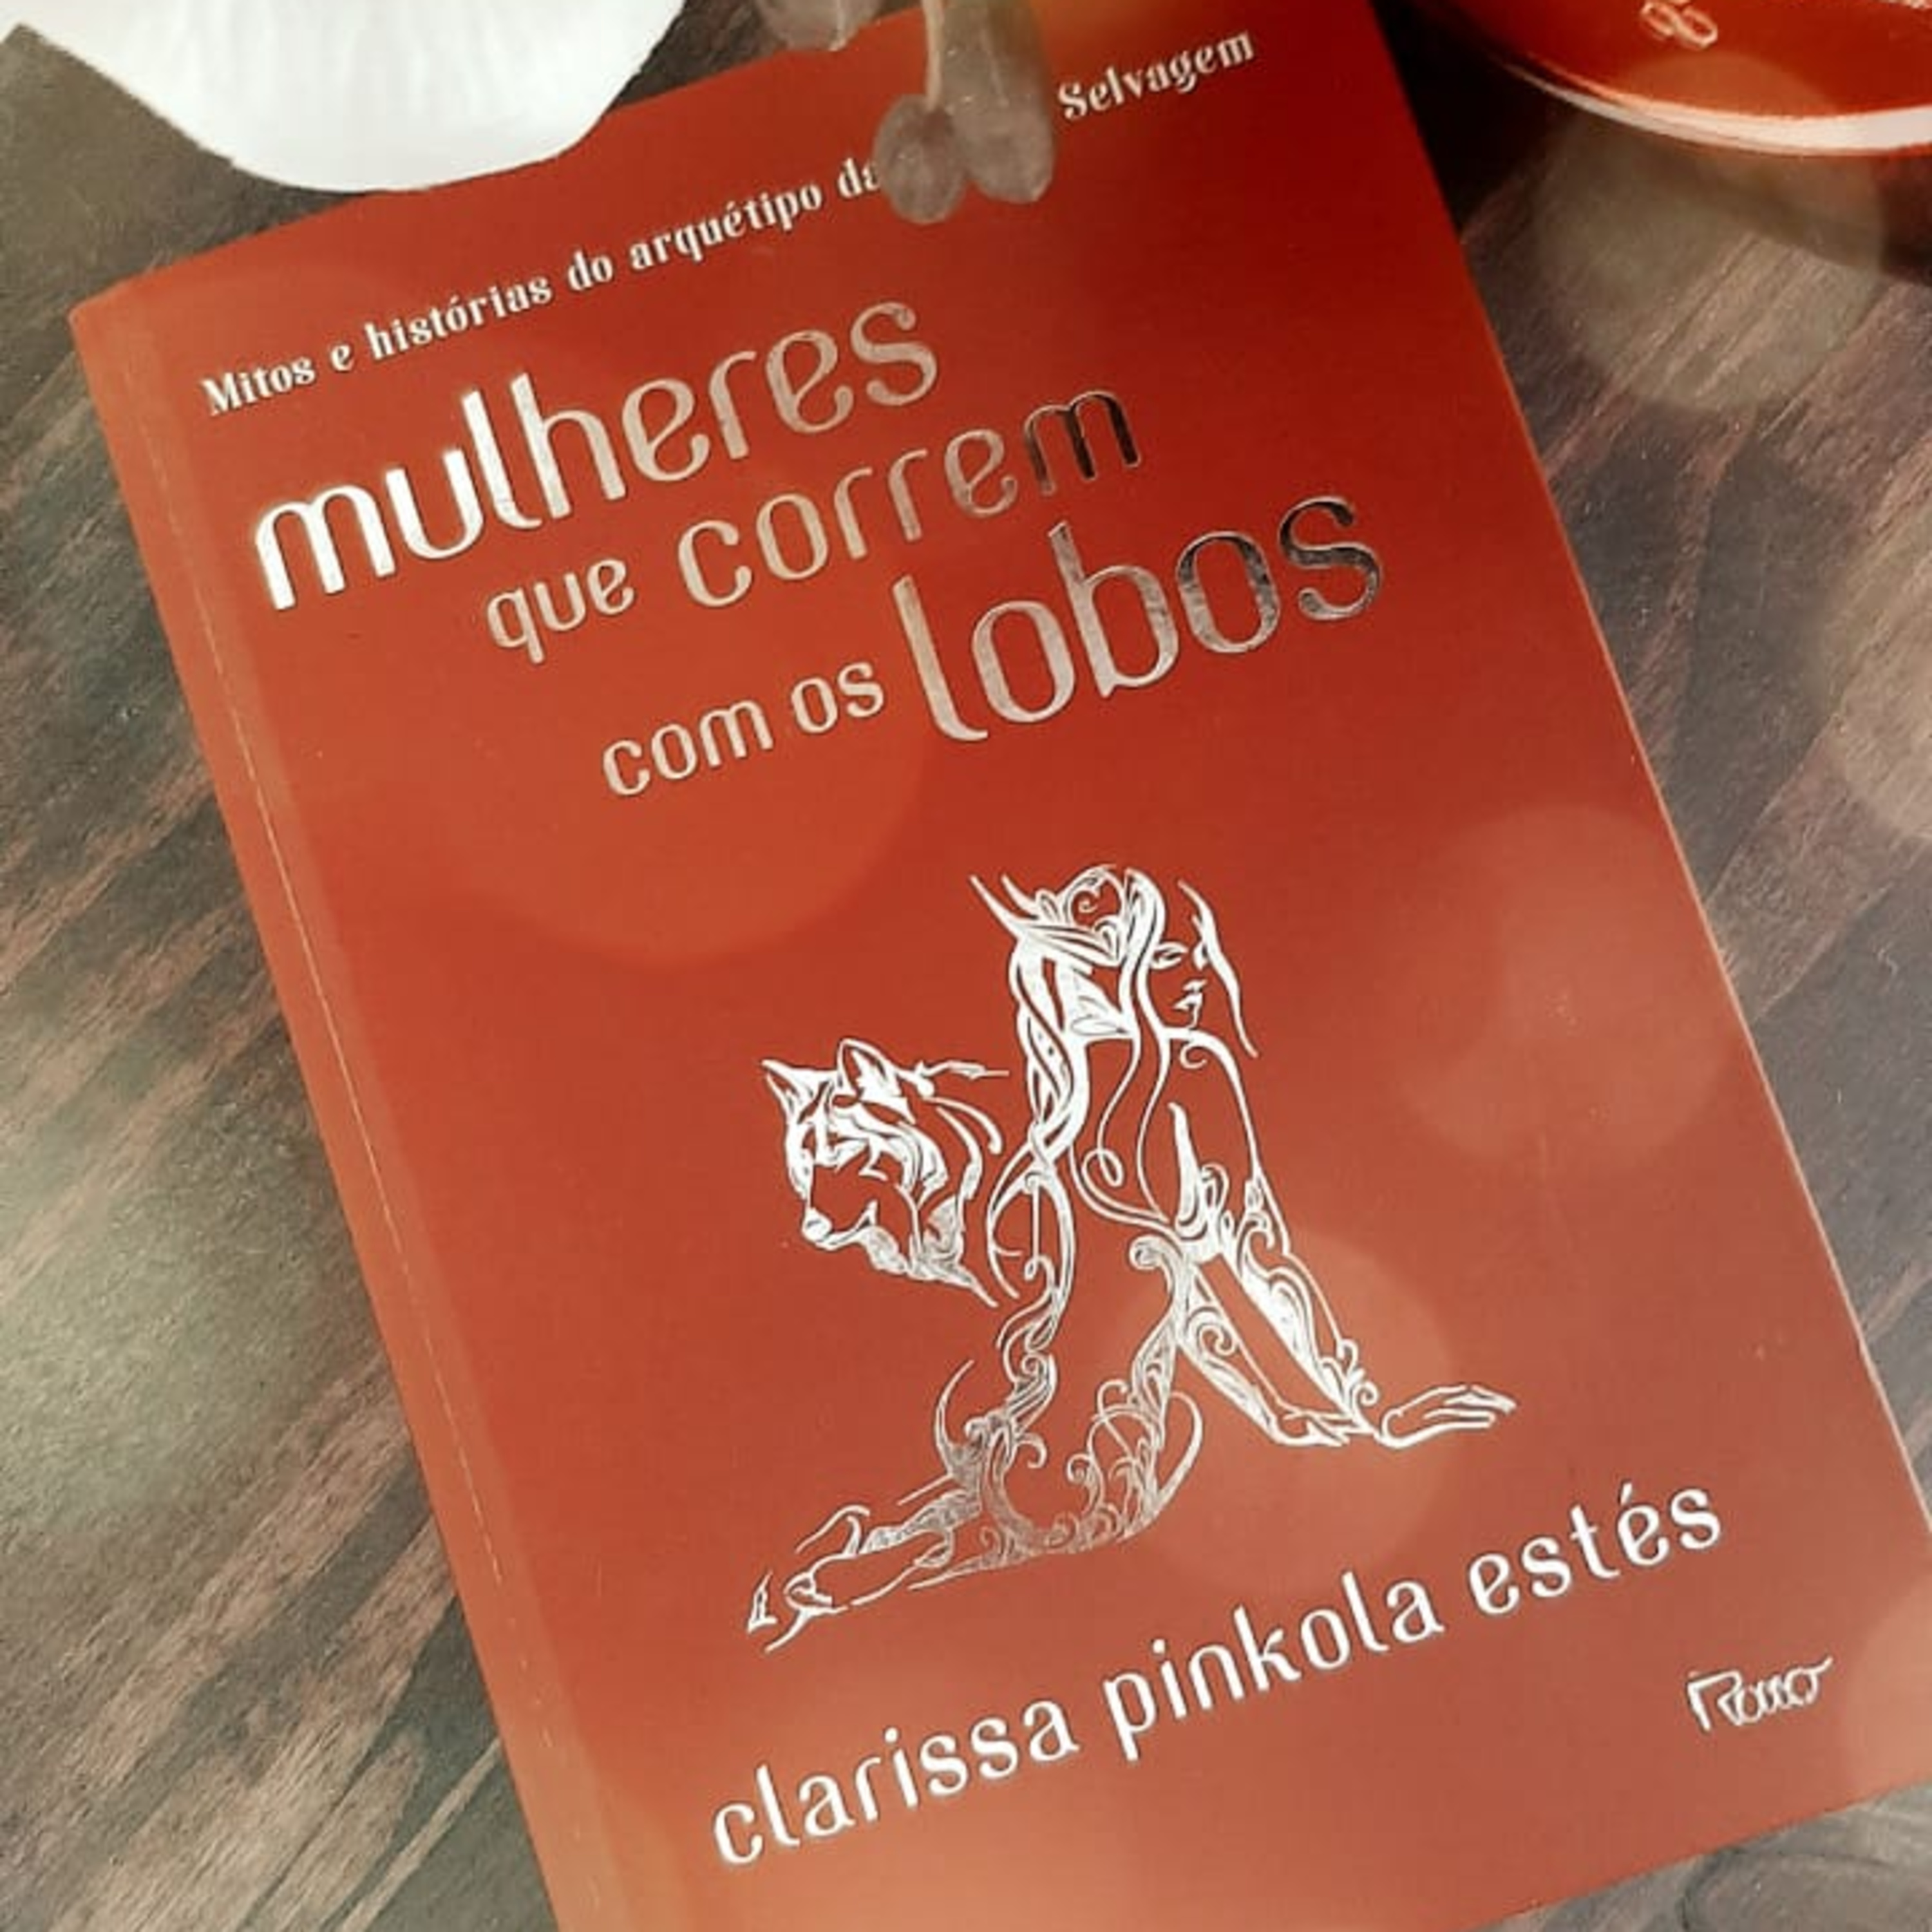 Mitos e histórias do arquétipo da Selvagem
mulheres
que correm
com os lobos
clarissa pinkola estés
Rocco